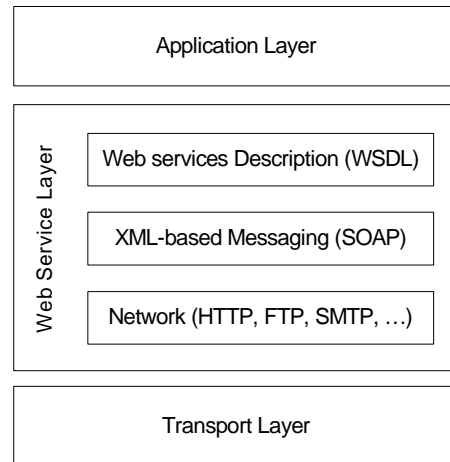 Application Layer
Web Service Layer
Web services Description (WSDL)
XML-based Messaging (SOAP)
Network (HTTP, FTP, SMTP, …)
Transport Layer